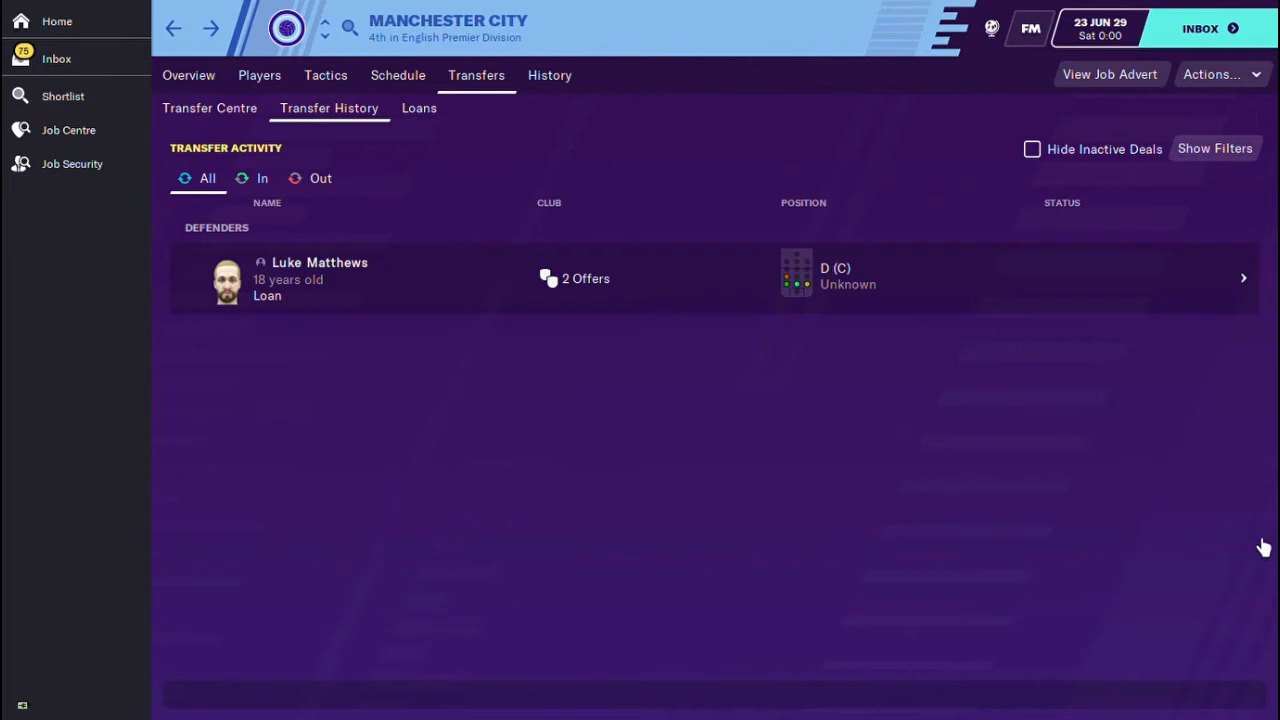 Home
75
Inbox
Shortlist
Job Centre
Job Security
MANCHESTER CITY
4th in English Premier Division
FM
23 JUN 29
Sat 0:00
INBOX
Overview
Players
Tactics
Schedule
Transfers
History
View Job Advert
Actions...
Transfer Centre
Transfer History
Loans
TRANSFER ACTIVITY
Hide Inactive Deals
Show Filters
All
In
Out
NAME
CLUB
POSITION
STATUS
DEFENDERS
Luke Matthews
18 years old
Loan
2 Offers
D (C)
Unknown